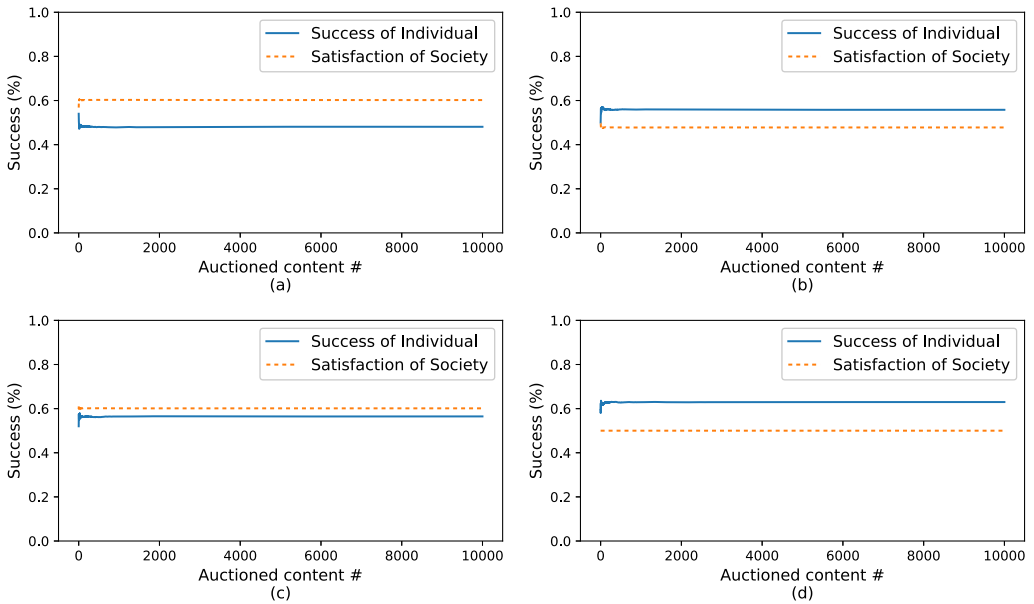 1.0
0.8
0.6
0.4
0.2
0.0
Success (%)
Success of Individual
Satisfaction of Society
0 2000 4000 6000 8000 10000
Auctioned content #
(a)
1.0
0.8
0.6
0.4
0.2
0.0
Success (%)
Success of Individual
Satisfaction of Society
0 2000 4000 6000 8000 10000
Auctioned content #
(b)
1.0
0.8
0.6
0.4
0.2
0.0
Success (%)
Success of Individual
Satisfaction of Society
0 2000 4000 6000 8000 10000
Auctioned content #
(c)
1.0
0.8
0.6
0.4
0.2
0.0
Success (%)
Success of Individual
Satisfaction of Society
0 2000 4000 6000 8000 10000
Auctioned content #
(d)